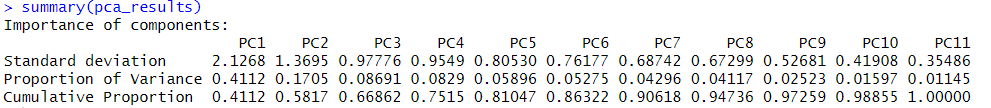 > summary(pca_results)
Importance of components:
PC1 PC2 PC3 PC4 PC5 PC6 PC7 PC8 PC9 PC10 PC11
Standard deviation 2.1268 1.3695 0.97776 0.9549 0.80530 0.76177 0.68742 0.67299 0.52681 0.41908 0.35486
Proportion of Variance 0.4112 0.1705 0.08691 0.0829 0.05896 0.05275 0.04296 0.04117 0.02523 0.01597 0.01145
Cumulative Proportion 0.4112 0.5817 0.66862 0.7515 0.81047 0.86322 0.90618 0.94736 0.97259 0.98855 1.00000